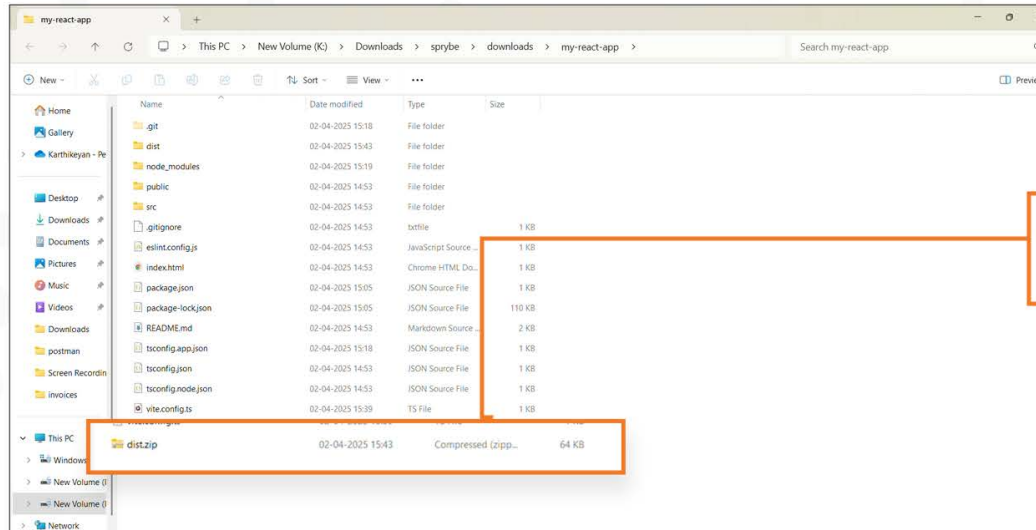 my-react-app
This PC > New Volume (K:) > Downloads > sprybe > downloads > my-react-app >
Search my-react-app
New
Sort
View
Previe
Home
Gallery
Karthikeyan - Pe
Desktop
Downloads
Documents
Pictures
Music
Videos
Downloads
postman
Screen Recordin
invoices
This PC
Windows
New Volume (I
New Volume (I
Network
Name Date modified Type Size
.git 02-04-2025 15:18 File folder
dist 02-04-2025 15:43 File folder
node_modules 02-04-2025 15:19 File folder
public 02-04-2025 14:53 File folder
src 02-04-2025 14:53 File folder
.gitignore 02-04-2025 14:53 txtfile 1 KB
eslint.config.js 02-04-2025 14:53 JavaScript Source ... 1 KB
index.html 02-04-2025 14:53 Chrome HTML Do... 1 KB
package.json 02-04-2025 15:05 JSON Source File 1 KB
package-lock.json 02-04-2025 15:05 JSON Source File 110 KB
README.md 02-04-2025 14:53 Markdown Source ... 2 KB
tsconfig.app.json 02-04-2025 15:18 JSON Source File 1 KB
tsconfig.json 02-04-2025 14:53 JSON Source File 1 KB
tsconfig.node.json 02-04-2025 14:53 JSON Source File 1 KB
vite.config.ts 02-04-2025 15:39 TS File 1 KB
dist.zip 02-04-2025 15:43 Compressed (zipp... 64 KB